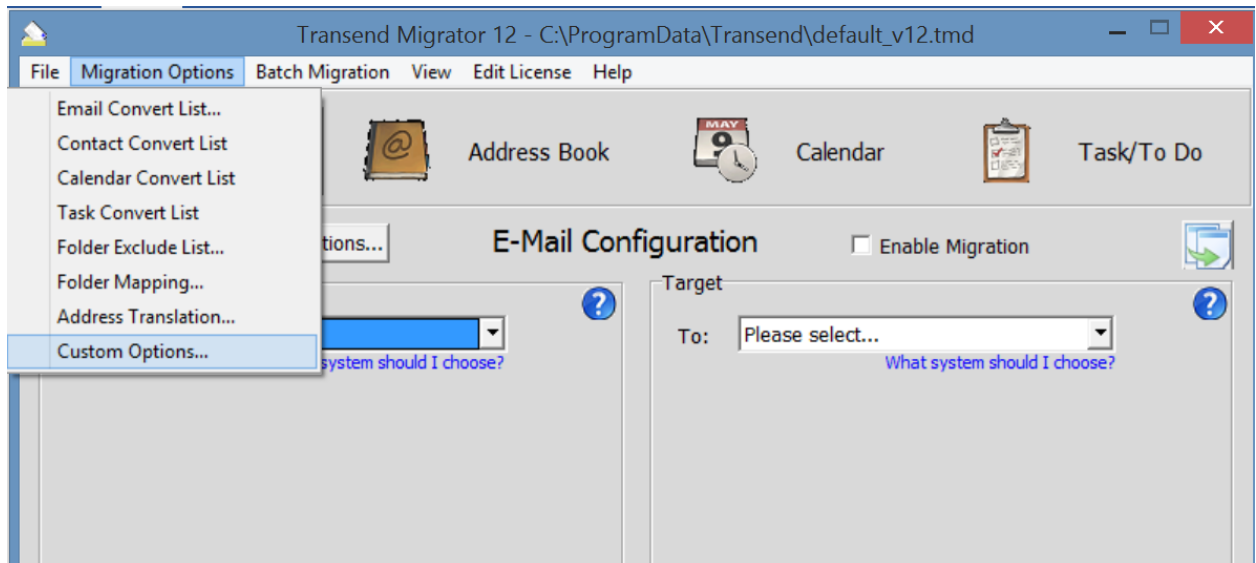 Transend Migrator 12 - C:\ProgramData\Transend\default_v12.tmd
File Migration Options Batch Migration View Edit License Help
Email Convert List...
Contact Convert List
Calendar Convert List
Task Convert List
Folder Exclude List...
Folder Mapping...
Address Translation...
Custom Options...
@ Address Book
MAY 9 Calendar
Task/To Do
tions... E-Mail Configuration Enable Migration
?
Target
?
To: Please select...
system should I choose?
What system should I choose?